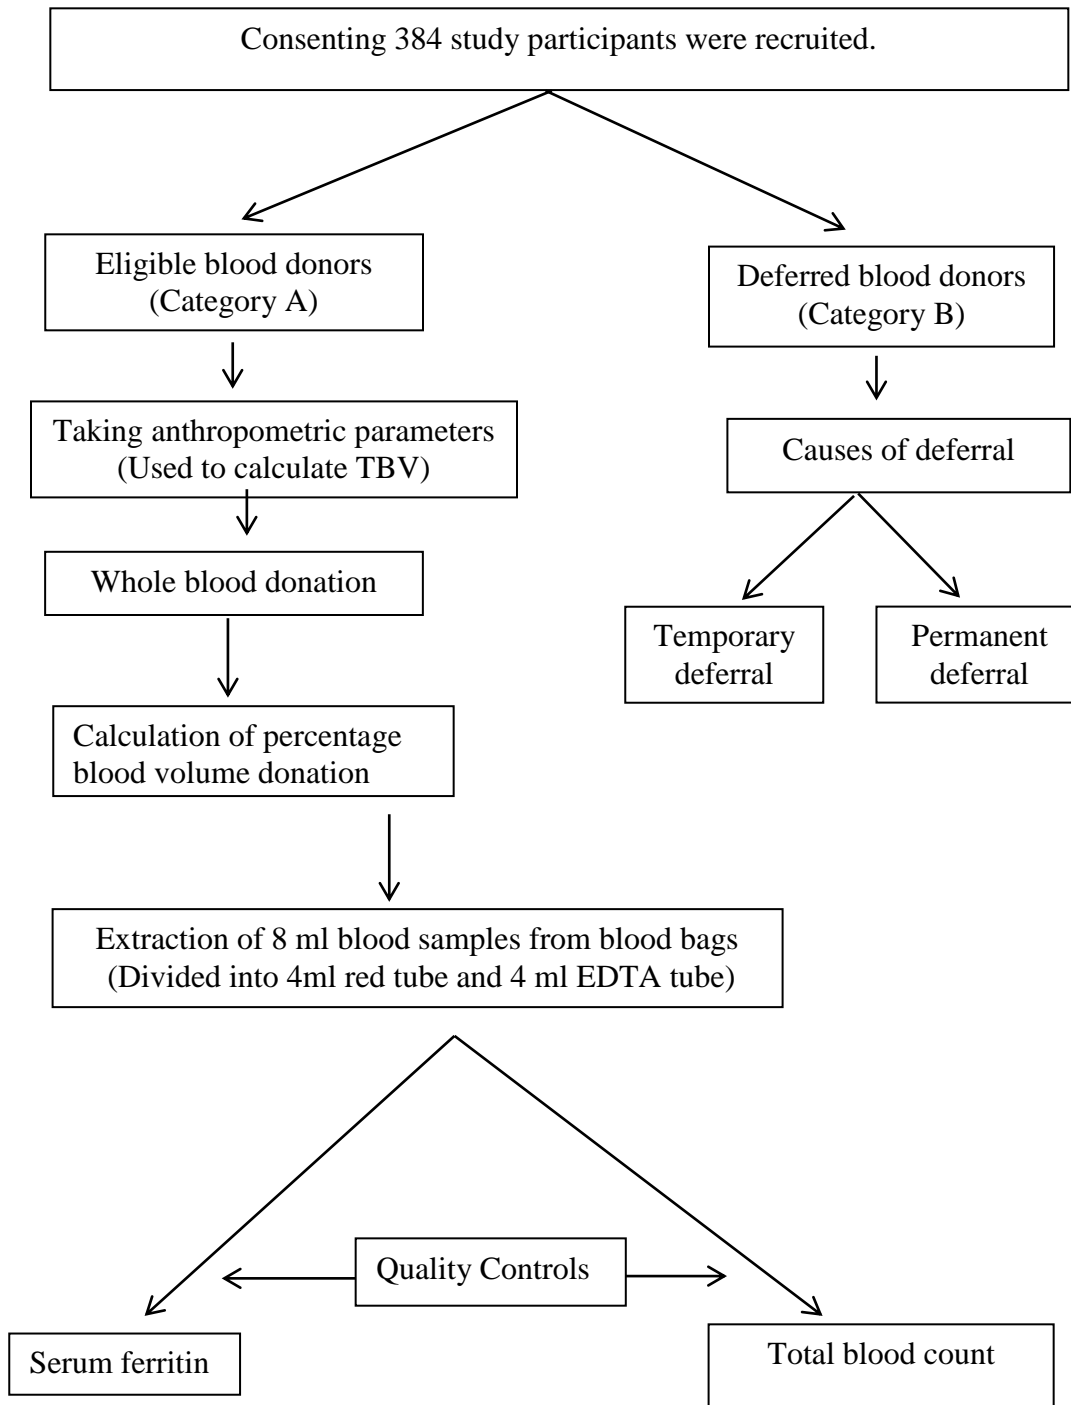 Consenting 384 study participants were recruited.
Eligible blood donors
(Category A)
Deferred blood donors
(Category B)
Taking anthropometric parameters
(Used to calculate TBV)
Causes of deferral
Whole blood donation
Temporary
deferral
Permanent
deferral
Calculation of percentage
blood volume donation
Extraction of 8 ml blood samples from blood bags
(Divided into 4ml red tube and 4 ml EDTA tube)
Quality Controls
Serum ferritin
Total blood count